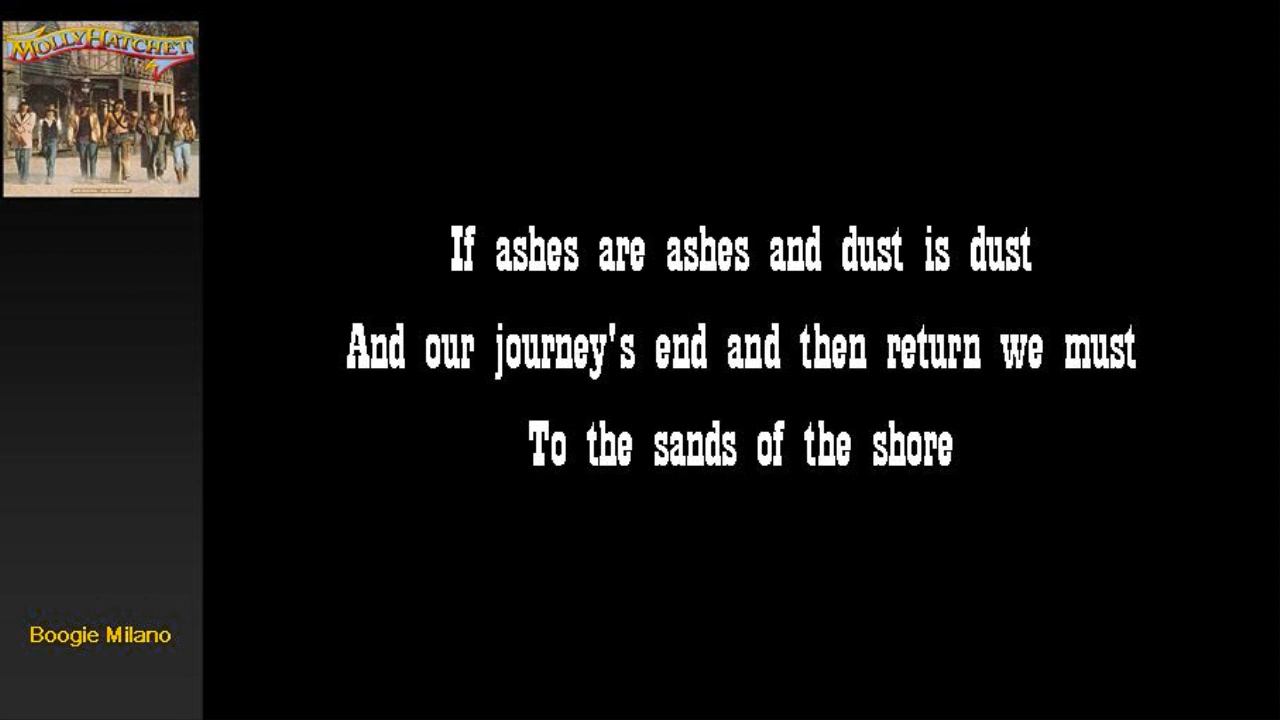 MOLLY HATCHET
If ashes are ashes and dust is dust
And our journey's end and then return we must
To the sands of the shore
Boogie Milano